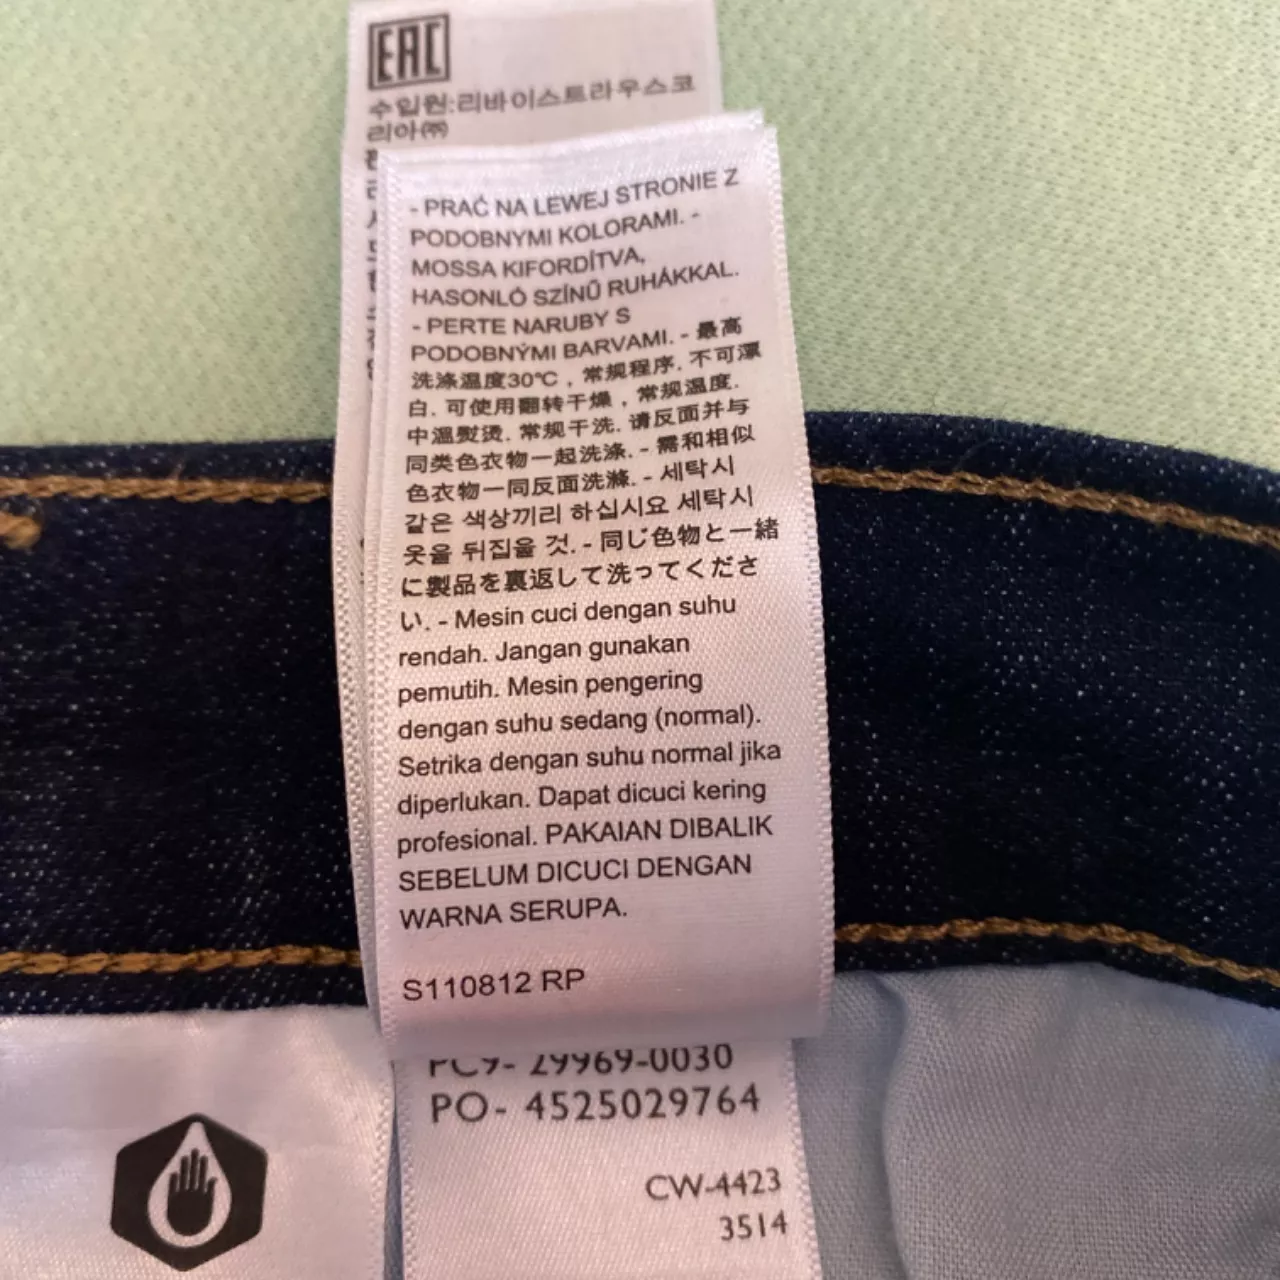 EAC
수입원:리바이스트라우스코
리아㈜
- PRAĆ NA LEWEJ STRONIE Z
PODOBNYMI KOLORAMI. -
MOSSA KIFORDÍTVA,
HASONLÓ SZÍNŰ RUHÁKKAL.
- PERTE NARUBY S
PODOBNÝMI BARVAMI. - 最高
洗涤温度30℃，常规程序. 不可漂
白. 可使用翻转干燥，常规温度.
中温熨烫. 常规干洗. 请反面并与
同类色衣物一起洗涤. - 需和相似
色衣物一同反面洗滌. - 세탁시
같은 색상끼리 하십시요 세탁시
옷을 뒤집을 것. - 同じ色物と一緒
に製品を裏返して洗ってくださ
い. - Mesin cuci dengan suhu
rendah. Jangan gunakan
pemutih. Mesin pengering
dengan suhu sedang (normal).
Setrika dengan suhu normal jika
diperlukan. Dapat dicuci kering
profesional. PAKAIAN DIBALIK
SEBELUM DICUCI DENGAN
WARNA SERUPA.
S110812 RP
PC9- 29969-0030
PO- 4525029764
CW-4423
3514